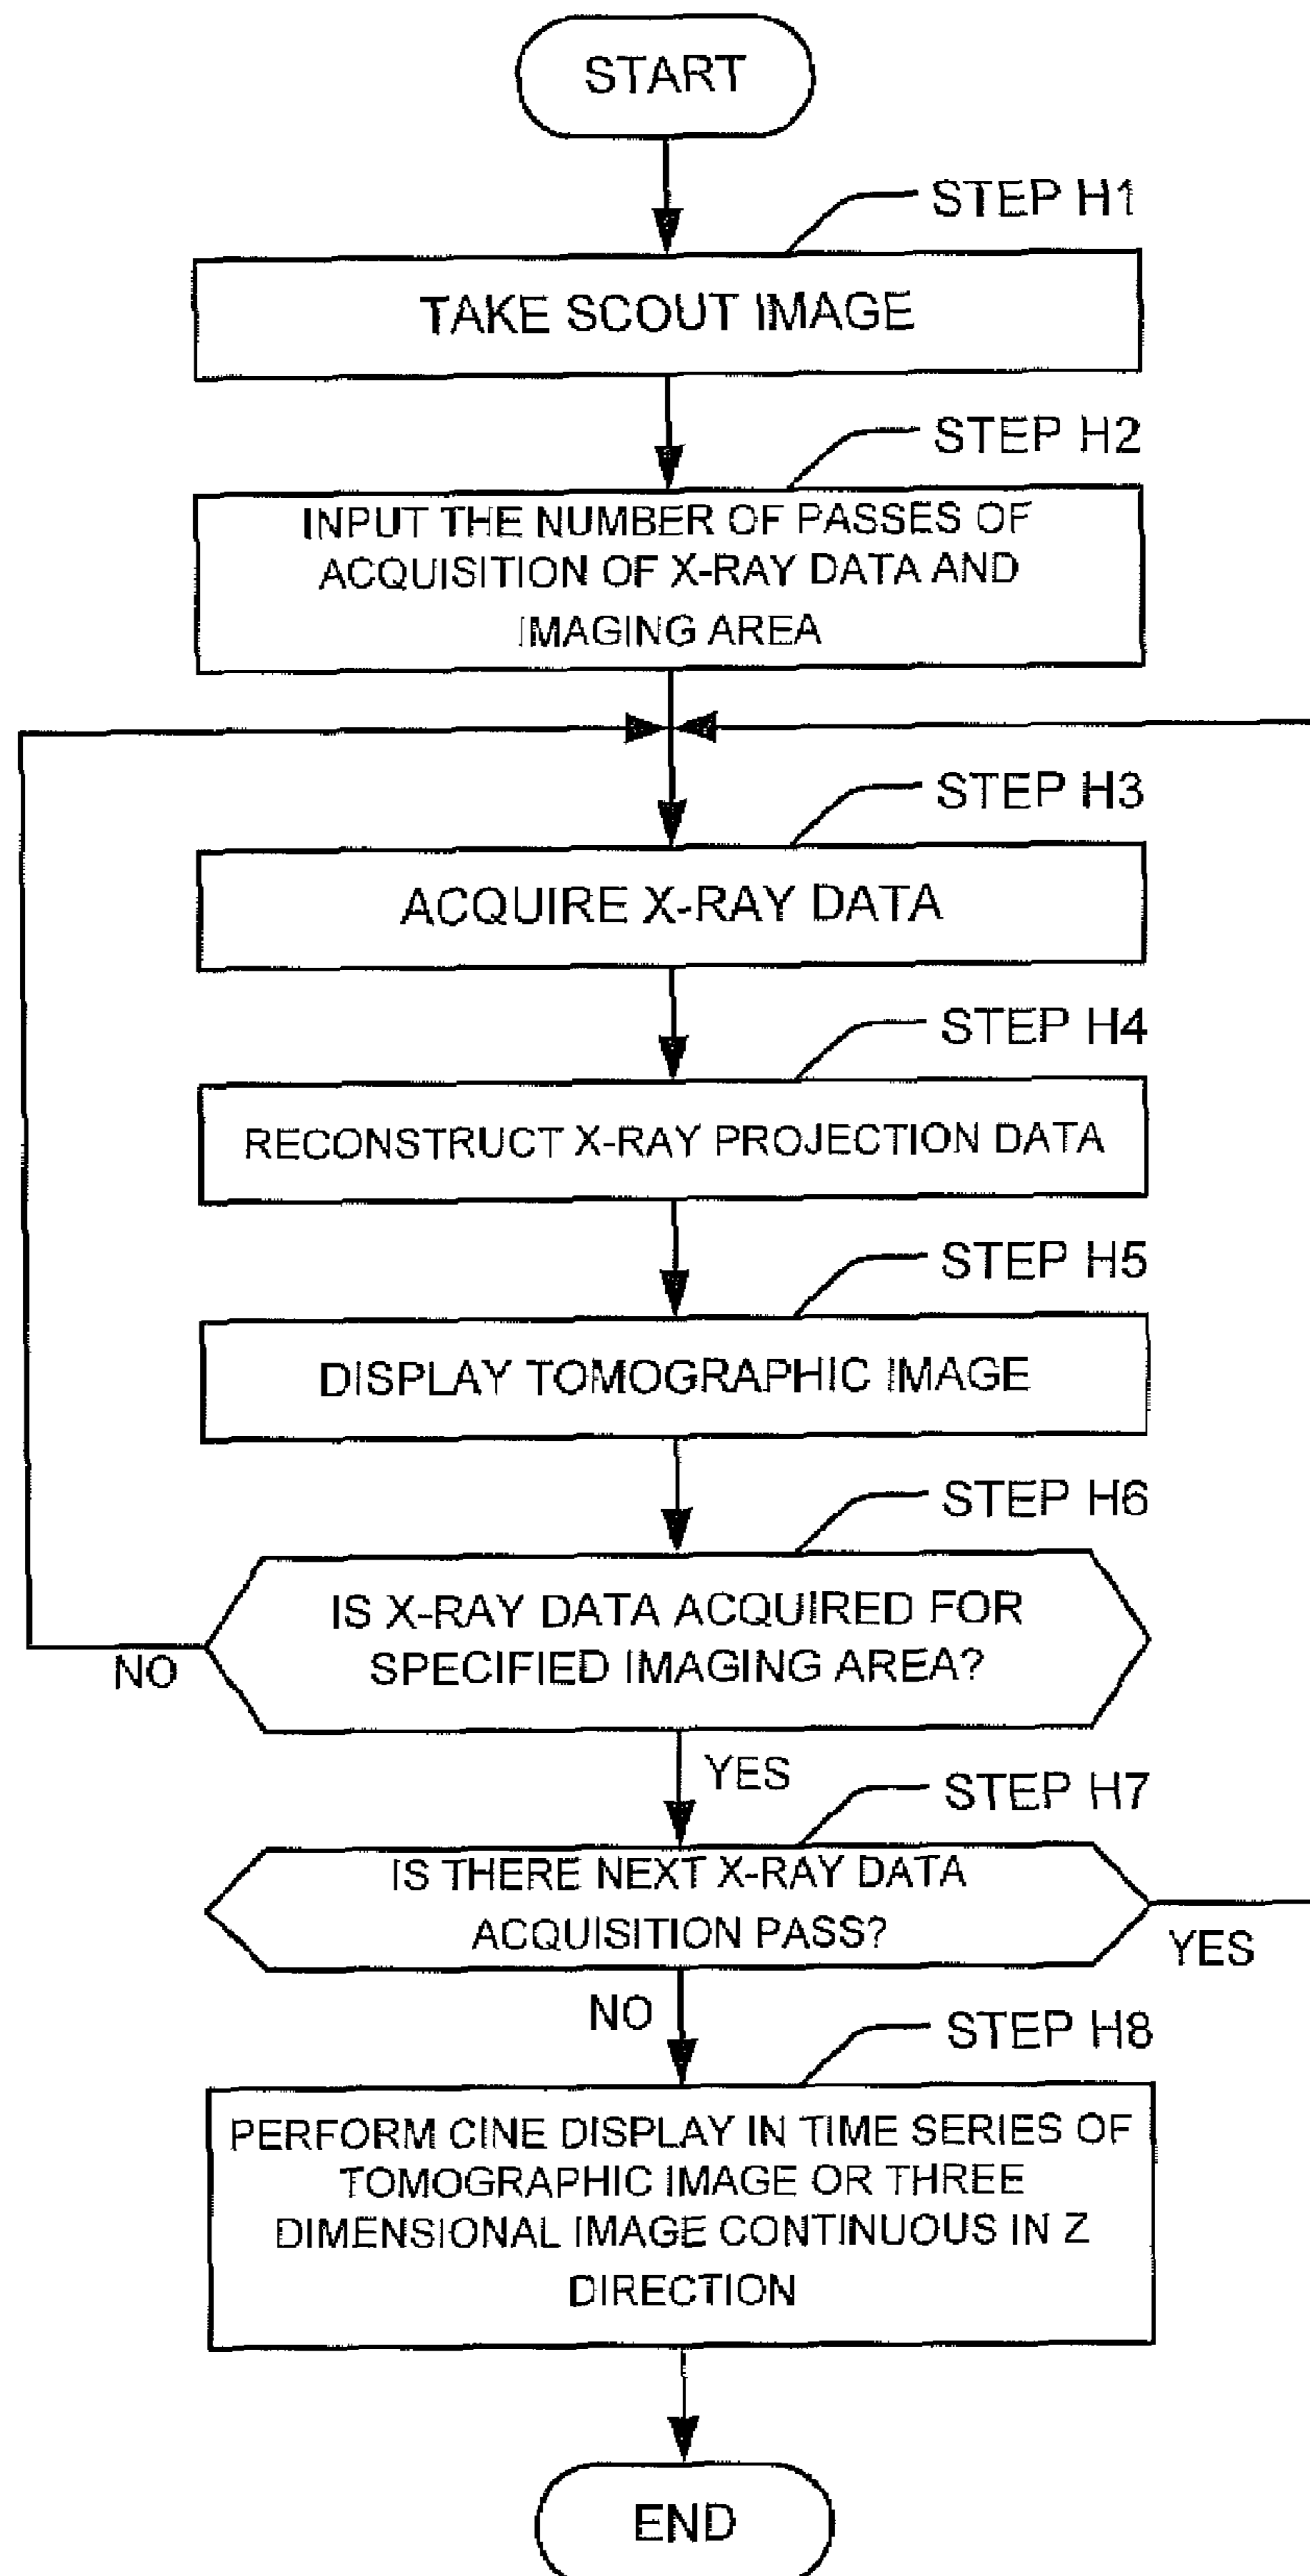 START
STEP H1
TAKE SCOUT IMAGE
STEP H2
INPUT THE NUMBER OF PASSES OF
ACQUISITION OF X-RAY DATA AND
IMAGING AREA
STEP H3
ACQUIRE X-RAY DATA
STEP H4
RECONSTRUCT X-RAY PROJECTION DATA
STEP H5
DISPLAY TOMOGRAPHIC IMAGE
STEP H6
IS X-RAY DATA ACQUIRED FOR
SPECIFIED IMAGING AREA?
NO
YES
STEP H7
IS THERE NEXT X-RAY DATA
ACQUISITION PASS?
YES
NO
STEP H8
PERFORM CINE DISPLAY IN TIME SERIES OF
TOMOGRAPHIC IMAGE OR THREE
DIMENSIONAL IMAGE CONTINUOUS IN Z
DIRECTION
END